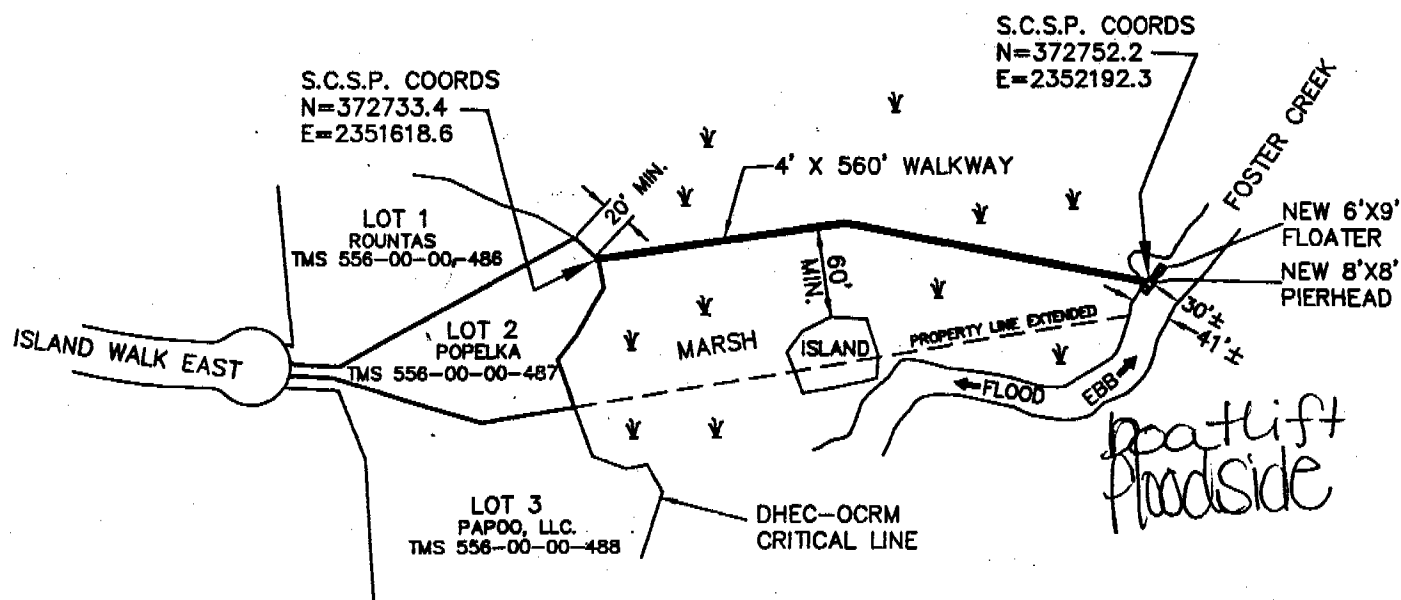 S.C.S.P. COORDS
N=372752.2
E=2352192.3
S.C.S.P. COORDS
N=372733.4
E=2351618.6
20' MIN.
4' X 560' WALKWAY
FOSTER CREEK
NEW 6'X9'
FLOATER
NEW 8'X8'
PIERHEAD
LOT 1
ROUNTAS
TMS 556-00-00-486
60'
MIN.
30'±
41'±
PROPERTY LINE EXTENDED
ISLAND WALK EAST
LOT 2
POPELKA
TMS 556-00-00-487
MARSH
ISLAND
FLOOD
EBB
boatlift
floodside
LOT 3
PAPOO, LLC.
TMS 556-00-00-488
DHEC-OCRM
CRITICAL LINE